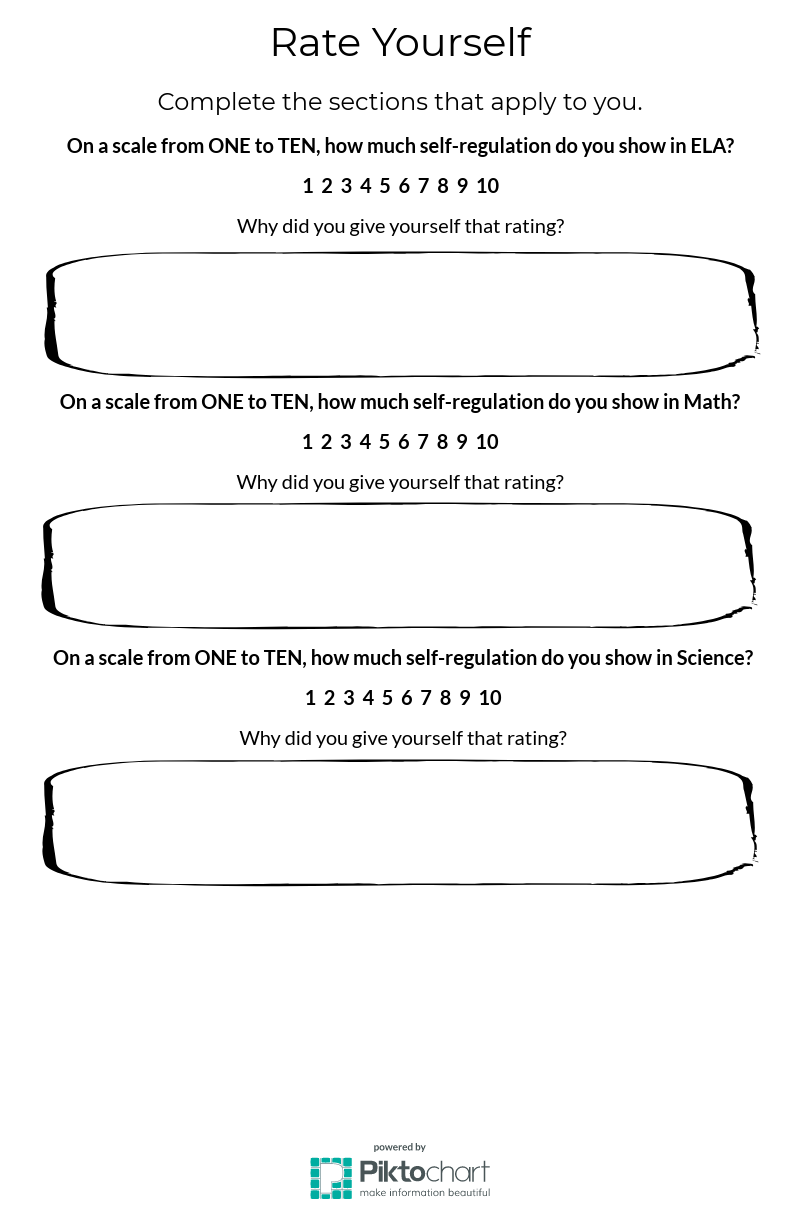 Rate Yourself
Complete the sections that apply to you.
On a scale from ONE to TEN, how much self-regulation do you show in ELA?
1 2 3 4 5 6 7 8 9 10
Why did you give yourself that rating?
On a scale from ONE to TEN, how much self-regulation do you show in Math?
1 2 3 4 5 6 7 8 9 10
Why did you give yourself that rating?
On a scale from ONE to TEN, how much self-regulation do you show in Science?
1 2 3 4 5 6 7 8 9 10
Why did you give yourself that rating?
powered by
Piktochart
make information beautiful